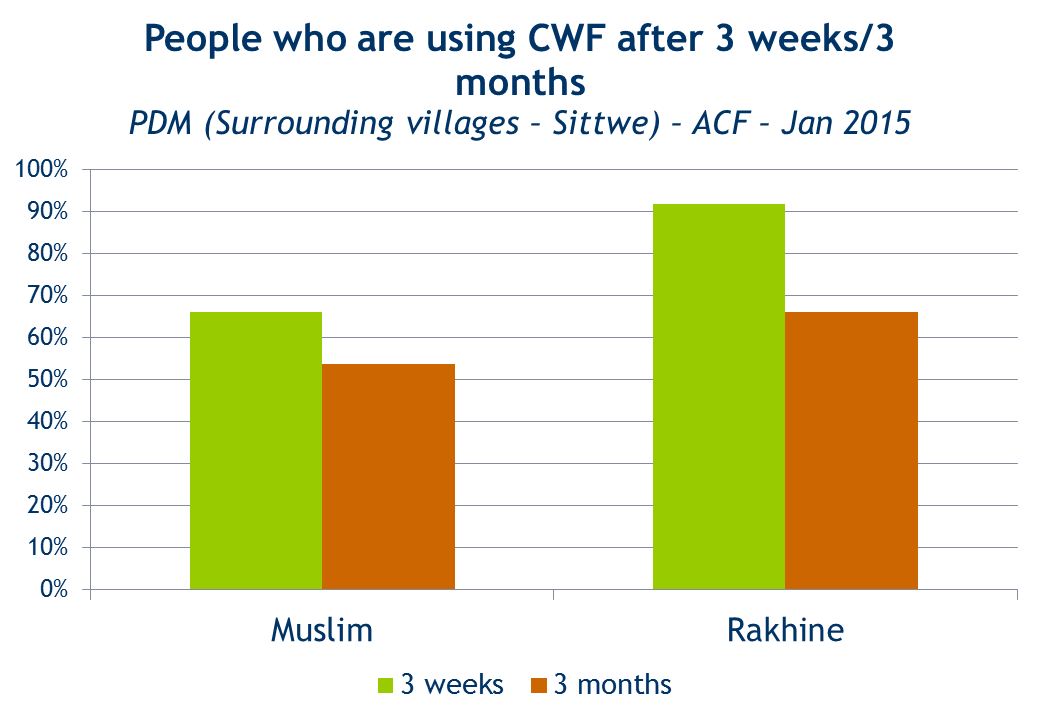 People who are using CWF after 3 weeks/3
months
PDM (Surrounding villages – Sittwe) – ACF – Jan 2015
100%
90%
80%
70%
60%
50%
40%
30%
20%
10%
0%
Muslim Rakhine
3 weeks 3 months